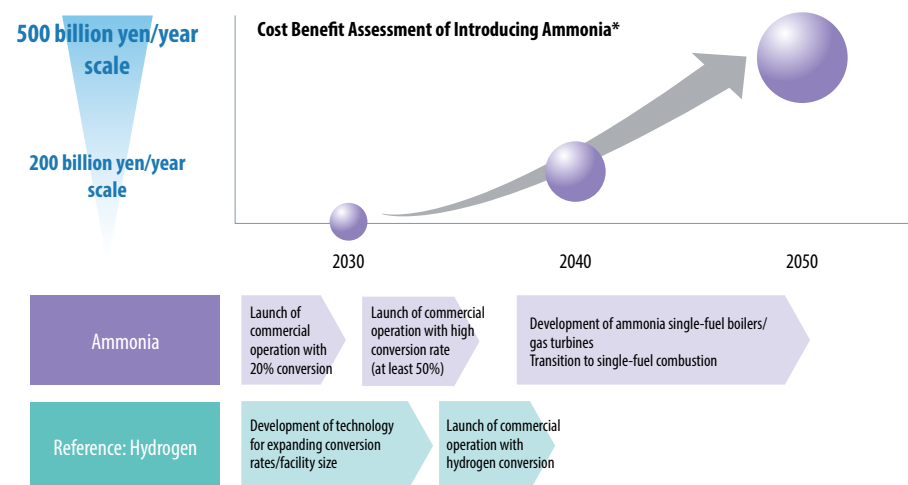 500 billion yen/year
scale
200 billion yen/year
scale
Cost Benefit Assessment of Introducing Ammonia*
2030
2040
2050
Ammonia
Launch of
commercial
operation with
20% conversion
Launch of commercial
operation with high
conversion rate
(at least 50%)
Development of ammonia single-fuel boilers/
gas turbines
Transition to single-fuel combustion
Reference: Hydrogen
Development of technology
for expanding conversion
rates/facility size
Launch of commercial
operation with
hydrogen conversion